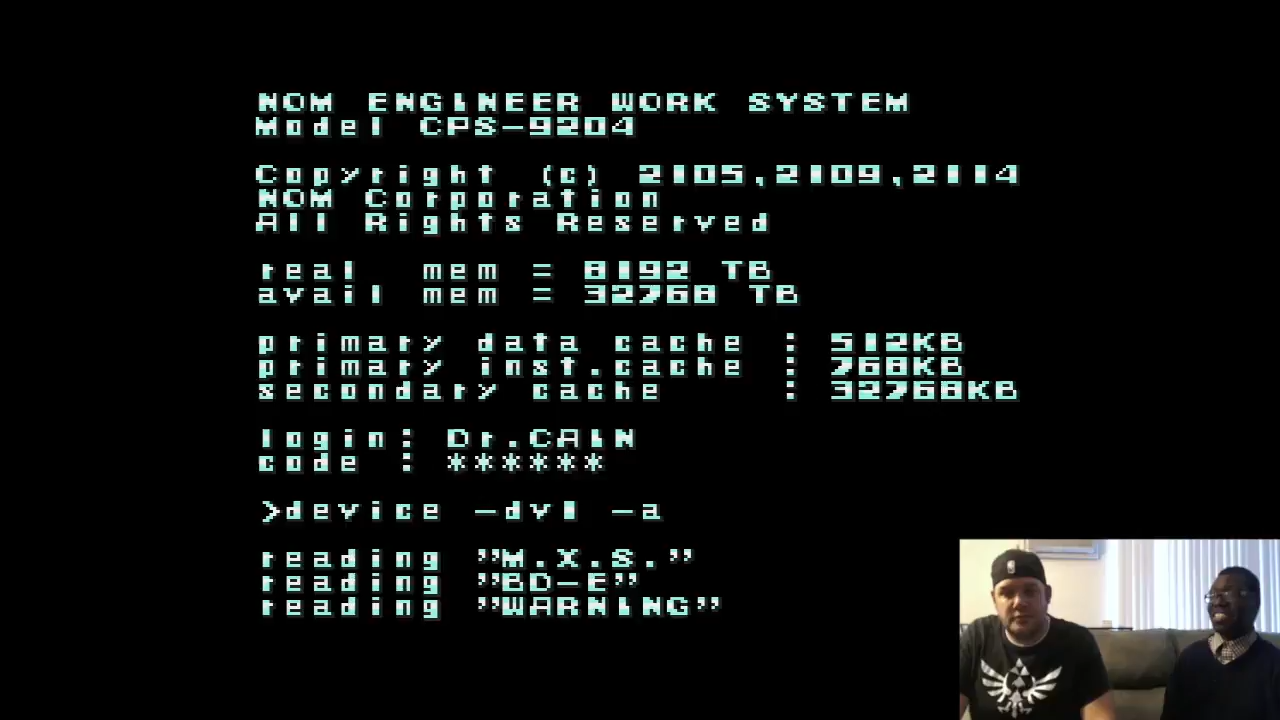 NOM ENGINEER WORK SYSTEM
Model CPS-9204
Copyright (c) 2105,2109,2114
NOM Corporation
All Rights Reserved
real mem = 8192 TB
avail mem = 32768 TB
primary data cache : 512KB
primary inst.cache : 768KB
secondary cache : 32768KB
login: Dr.CAIN
code : ******
>device -dvl -a
reading "M.X.S."
reading "BD-E"
reading "WARNING"